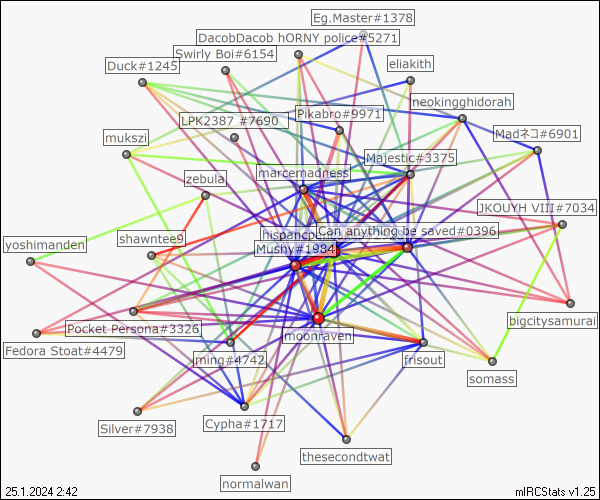 Eg.Master#1378
DacobDacob hORNY police#5271
Swirly Boi#6154
Duck#1245
eliakith
neokingghidorah
LPK2387 #7690
Pikabro#9971
mukszi
Madネコ#6901
Majestic#3375
marcemadness
zebula
JKOUYH VIII#7034
hispancp
Can anything be saved#0396
shawntee9
yoshimanden
Mushy#1984
bigcitysamurai
Pocket Persona#3326
moonraven
Fedora Stoat#4479
ming#4742
frisout
somass
Silver#7938
Cypha#1717
thesecondtwat
normalwan
25.1.2024 2:42
mIRCStats v1.25